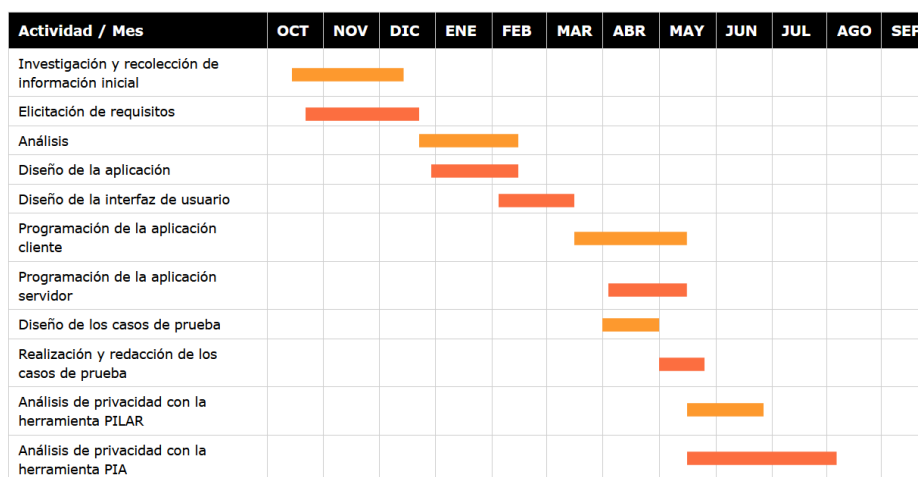 Actividad / Mes OCT NOV DIC ENE FEB MAR ABR MAY JUN JUL AGO SEP
Investigación y recolección de
información inicial
Elicitación de requisitos
Análisis
Diseño de la aplicación
Diseño de la interfaz de usuario
Programación de la aplicación
cliente
Programación de la aplicación
servidor
Diseño de los casos de prueba
Realización y redacción de los
casos de prueba
Análisis de privacidad con la
herramienta PILAR
Análisis de privacidad con la
herramienta PIA